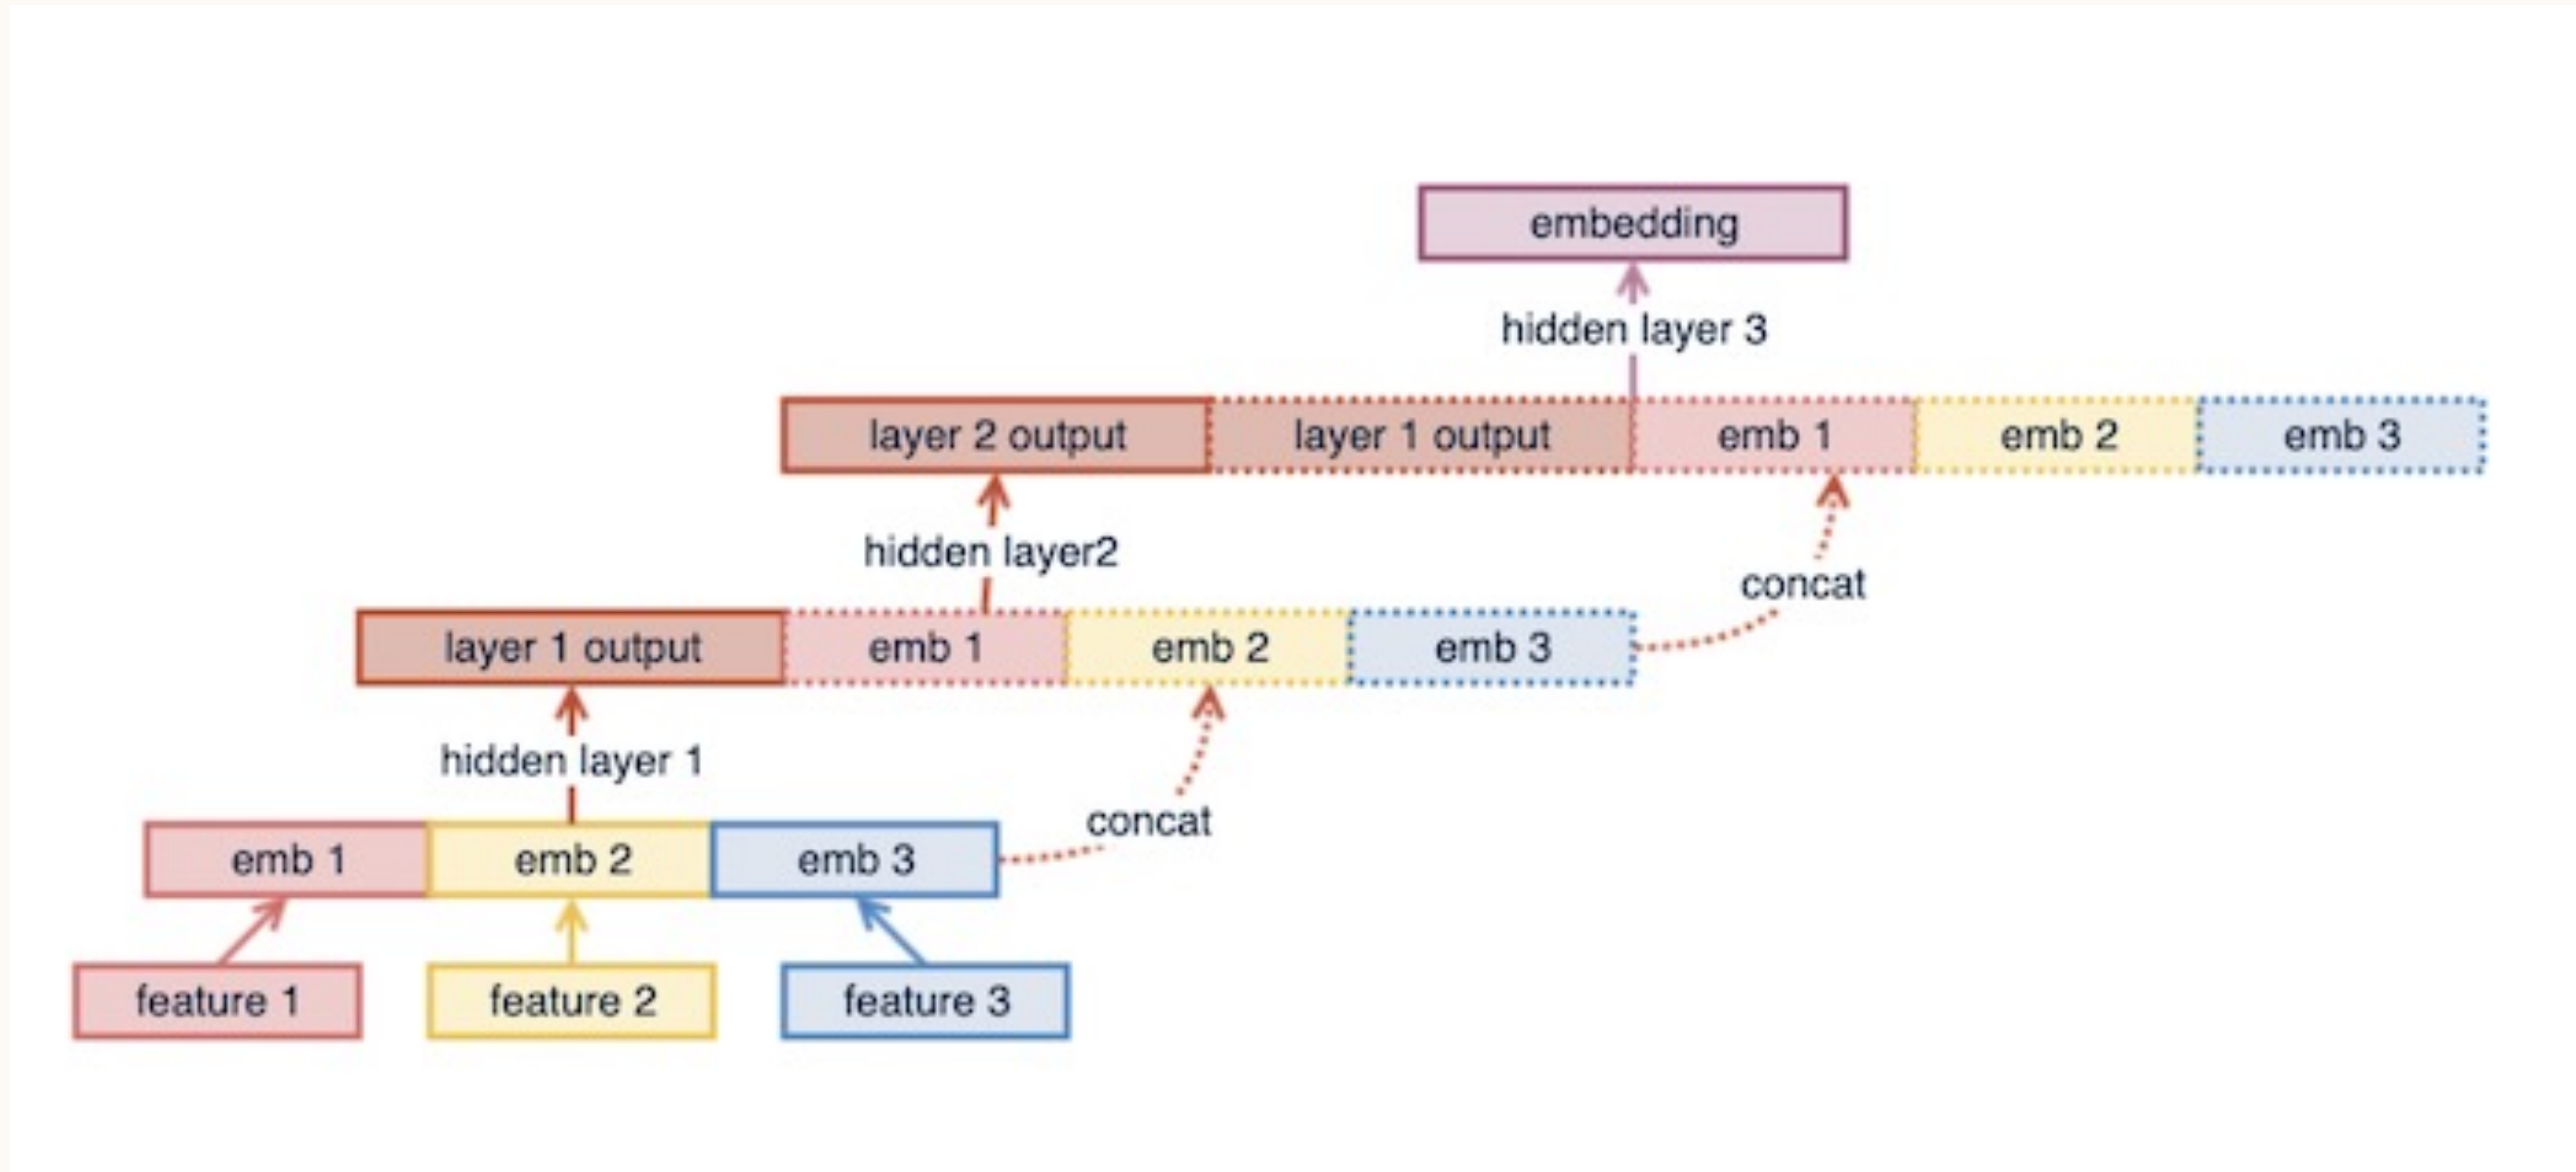 embedding
hidden layer 3
layer 2 output layer 1 output emb 1 emb 2 emb 3
hidden layer2
concat
layer 1 output emb 1 emb 2 emb 3
hidden layer 1
concat
emb 1 emb 2 emb 3
feature 1 feature 2 feature 3